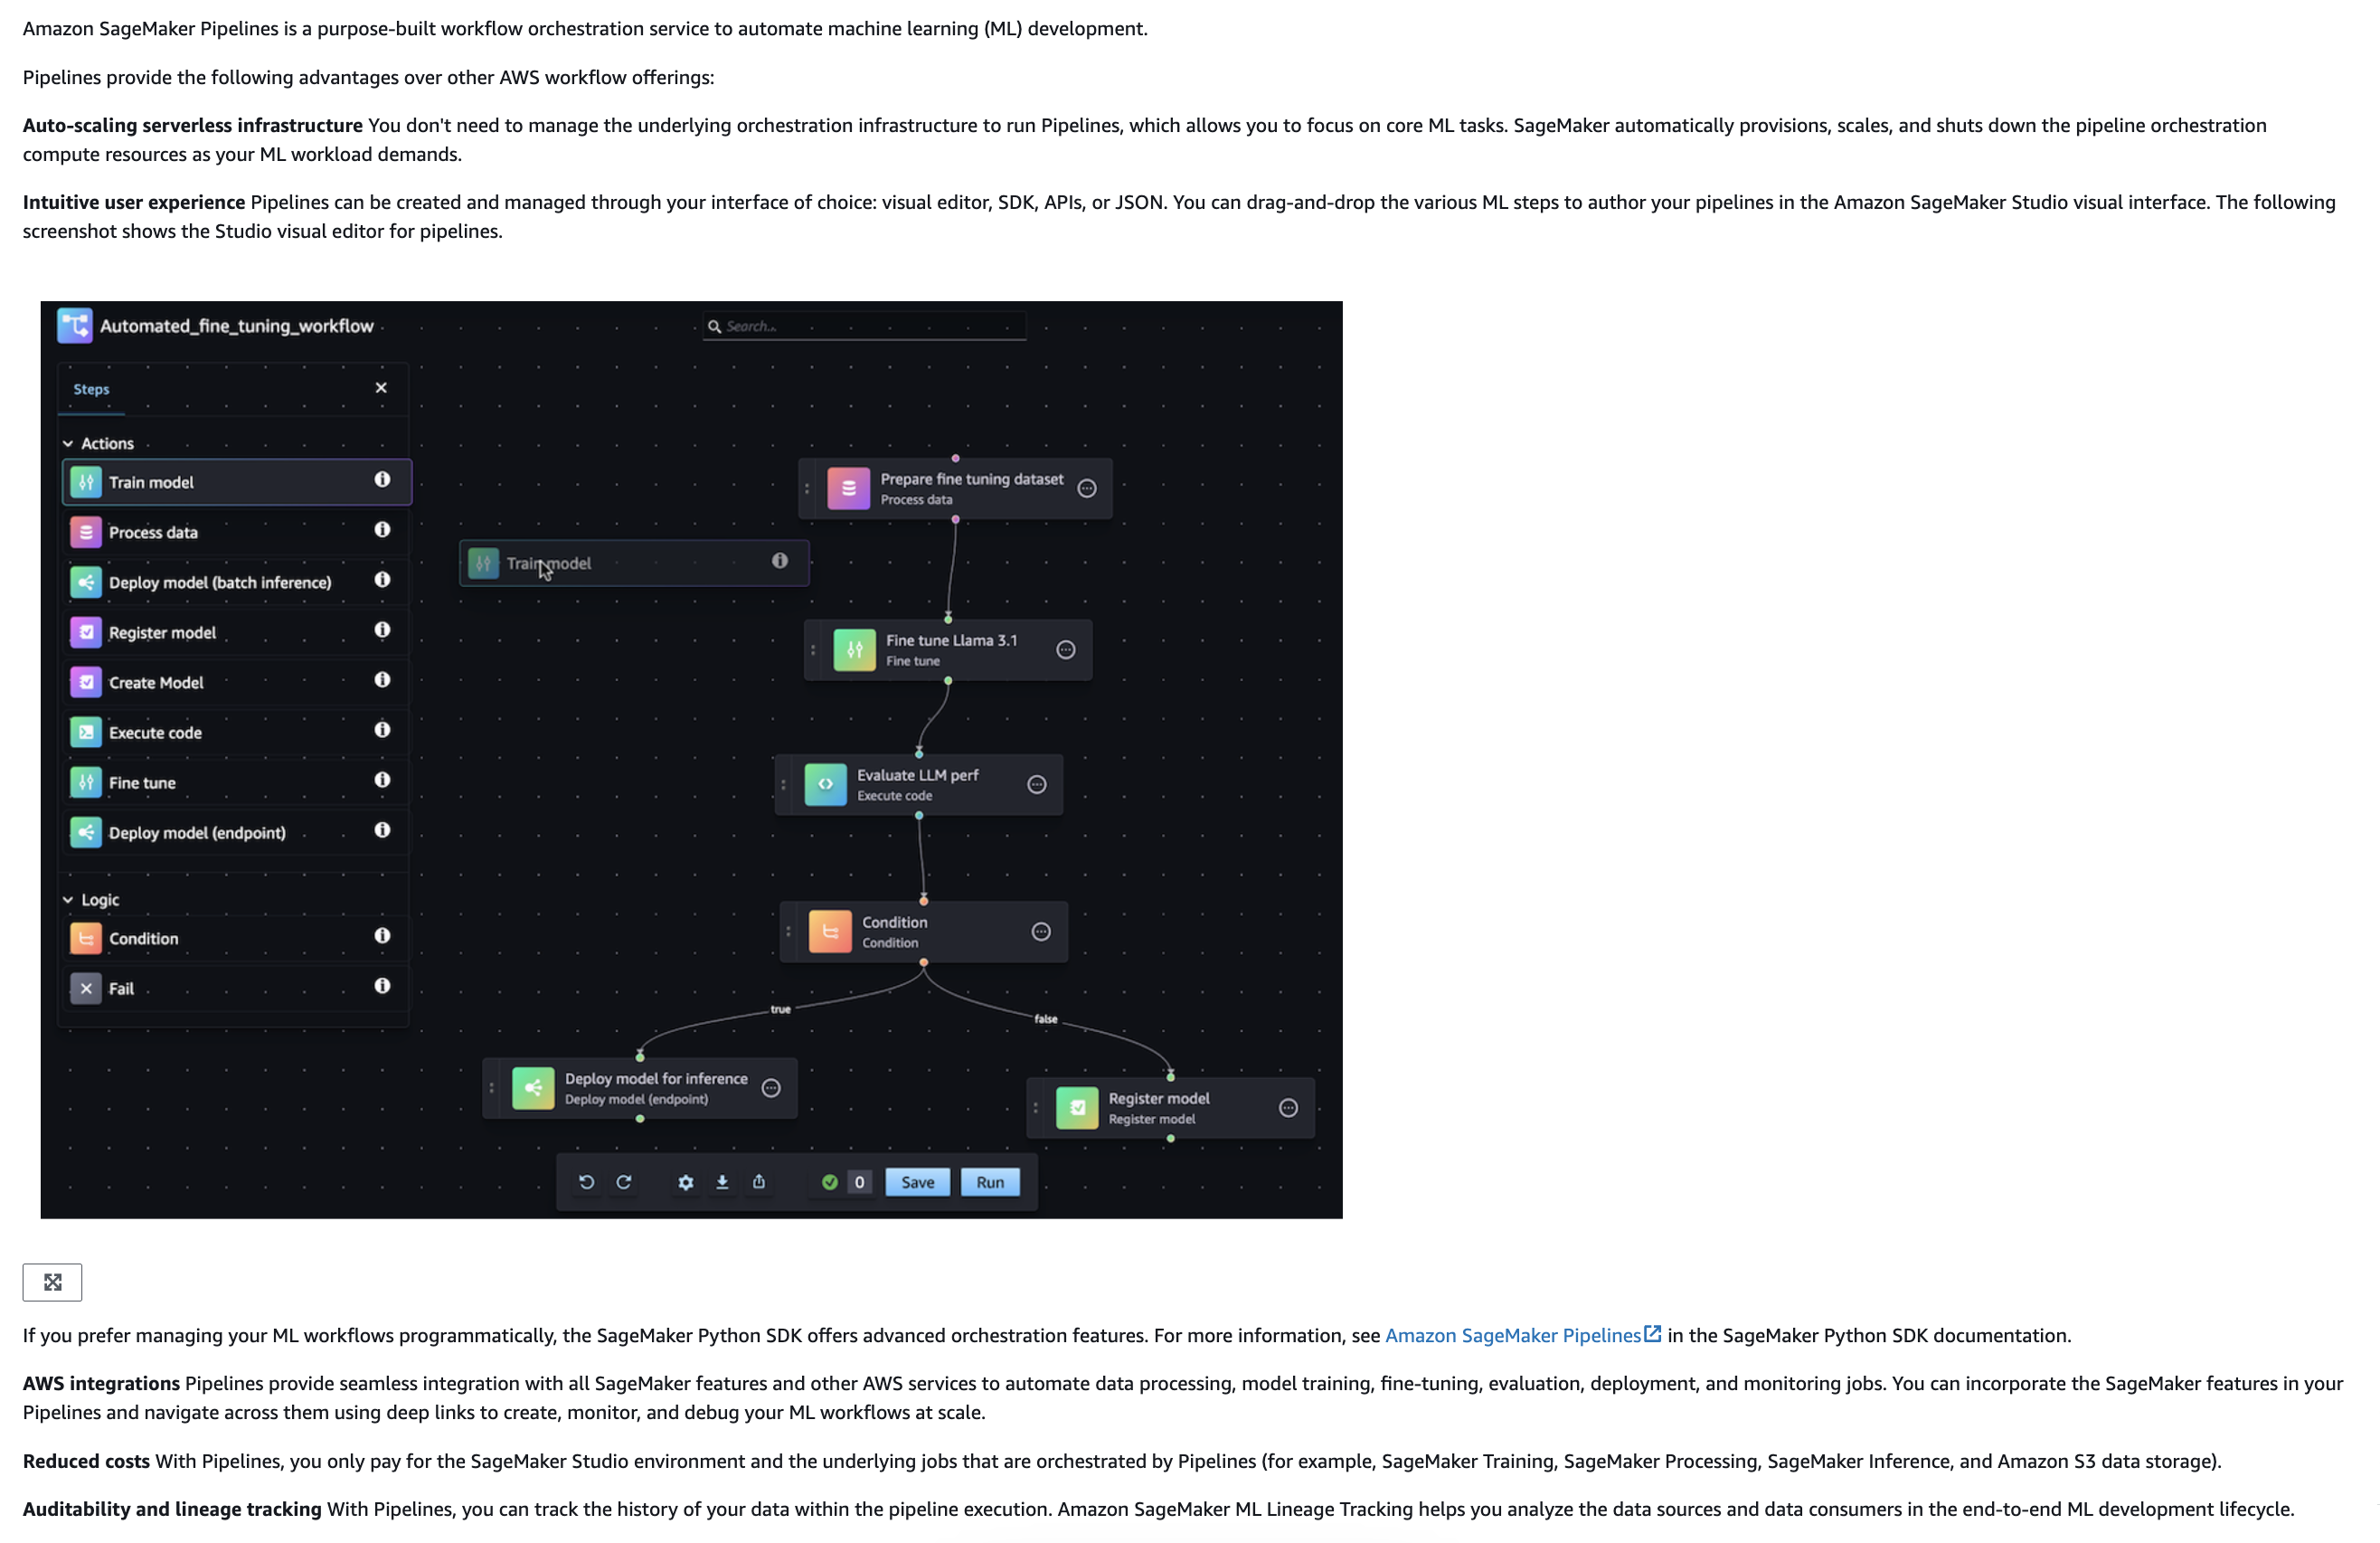 Amazon SageMaker Pipelines is a purpose-built workflow orchestration service to automate machine learning (ML) development.
Pipelines provide the following advantages over other AWS workflow offerings:
Auto-scaling serverless infrastructure You don't need to manage the underlying orchestration infrastructure to run Pipelines, which allows you to focus on core ML tasks. SageMaker automatically provisions, scales, and shuts down the pipeline orchestration
compute resources as your ML workload demands.
Intuitive user experience Pipelines can be created and managed through your interface of choice: visual editor, SDK, APIs, or JSON. You can drag-and-drop the various ML steps to author your pipelines in the Amazon SageMaker Studio visual interface. The following
screenshot shows the Studio visual editor for pipelines.
Automated_fine_tuning_workflow
Search...
Steps
Actions
Train model
Process data
Deploy model (batch inference)
Register model
Create Model
Execute code
Fine tune
Deploy model (endpoint)
Logic
Condition
Fail
Train model
Prepare fine tuning dataset
Process data
Fine tune Llama 3.1
Fine tune
Evaluate LLM perf
Execute code
Condition
Condition
true
false
Deploy model for inference
Deploy model (endpoint)
Register model
Register model
0
Save
Run
If you prefer managing your ML workflows programmatically, the SageMaker Python SDK offers advanced orchestration features. For more information, see Amazon SageMaker Pipelines in the SageMaker Python SDK documentation.
AWS integrations Pipelines provide seamless integration with all SageMaker features and other AWS services to automate data processing, model training, fine-tuning, evaluation, deployment, and monitoring jobs. You can incorporate the SageMaker features in your
Pipelines and navigate across them using deep links to create, monitor, and debug your ML workflows at scale.
Reduced costs With Pipelines, you only pay for the SageMaker Studio environment and the underlying jobs that are orchestrated by Pipelines (for example, SageMaker Training, SageMaker Processing, SageMaker Inference, and Amazon S3 data storage).
Auditability and lineage tracking With Pipelines, you can track the history of your data within the pipeline execution. Amazon SageMaker ML Lineage Tracking helps you analyze the data sources and data consumers in the end-to-end ML development lifecycle.